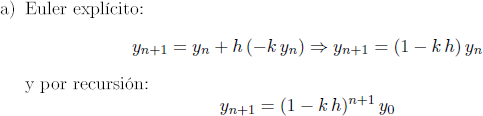 a) Euler explícito:
y_{n+1} = y_n + h (−k y_n) ⇒ y_{n+1} = (1 − k h) y_n
y por recursión:
y_{n+1} = (1 − k h)^{n+1} y_0